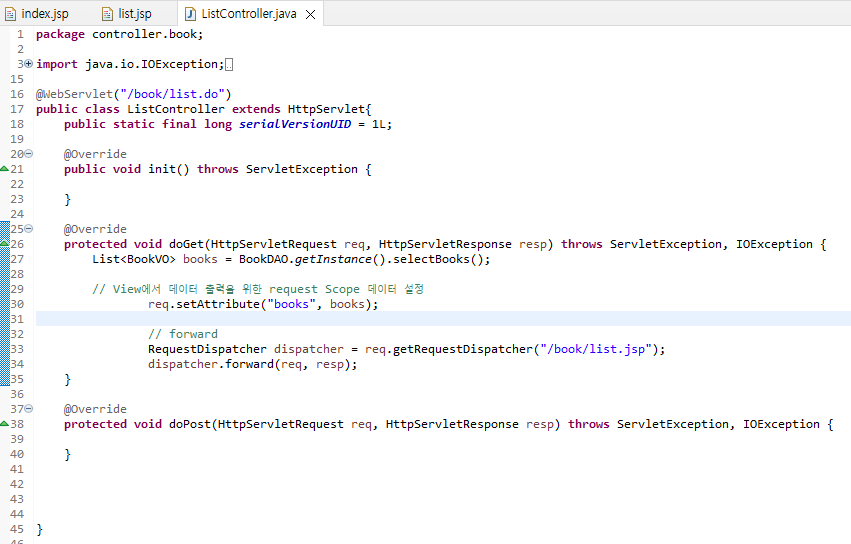 index.jsp list.jsp ListController.java
1 package controller.book;
2
3 import java.io.IOException;
15
16 @WebServlet("/book/list.do")
17 public class ListController extends HttpServlet{
18 public static final long serialVersionUID = 1L;
19
20 @Override
21 public void init() throws ServletException {
22
23 }
24
25 @Override
26 protected void doGet(HttpServletRequest req, HttpServletResponse resp) throws ServletException, IOException {
27 List<BookVO> books = BookDAO.getInstance().selectBooks();
28
29 // View에서 데이터 출력을 위한 request Scope 데이터 설정
30 req.setAttribute("books", books);
31
32 // forward
33 RequestDispatcher dispatcher = req.getRequestDispatcher("/book/list.jsp");
34 dispatcher.forward(req, resp);
35 }
36
37 @Override
38 protected void doPost(HttpServletRequest req, HttpServletResponse resp) throws ServletException, IOException {
39
40 }
41
42
43
44
45 }
46